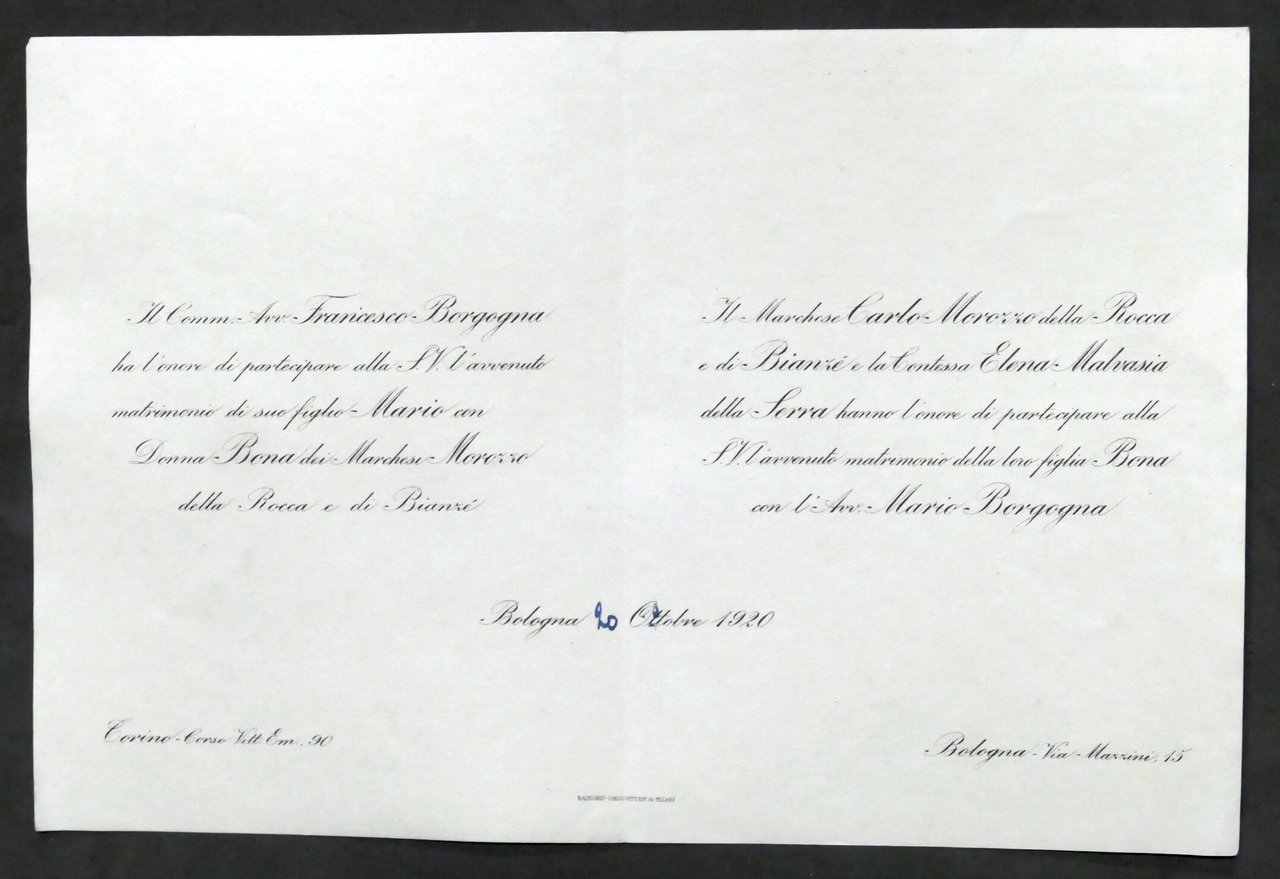 Il Comm. Avv. Francesco Borgogna
ha l'onore di partecipare alla S.V. l'avvenuto
matrimonio di suo figlio Mario con
Donna Bona dei Marchesi Morozzo
della Rocca e di Bianzé
Il Marchese Carlo Morozzo della Rocca
e di Bianzé e la Contessa Elena Malvasia
della Serra hanno l'onore di partecipare alla
S.V. l'avvenuto matrimonio della loro figlia Bona
con l'Avv. Mario Borgogna
Bologna 20 Ottobre 1920
Torino - Corso Vitt. Em. 90
Bologna - Via Mazzini, 15